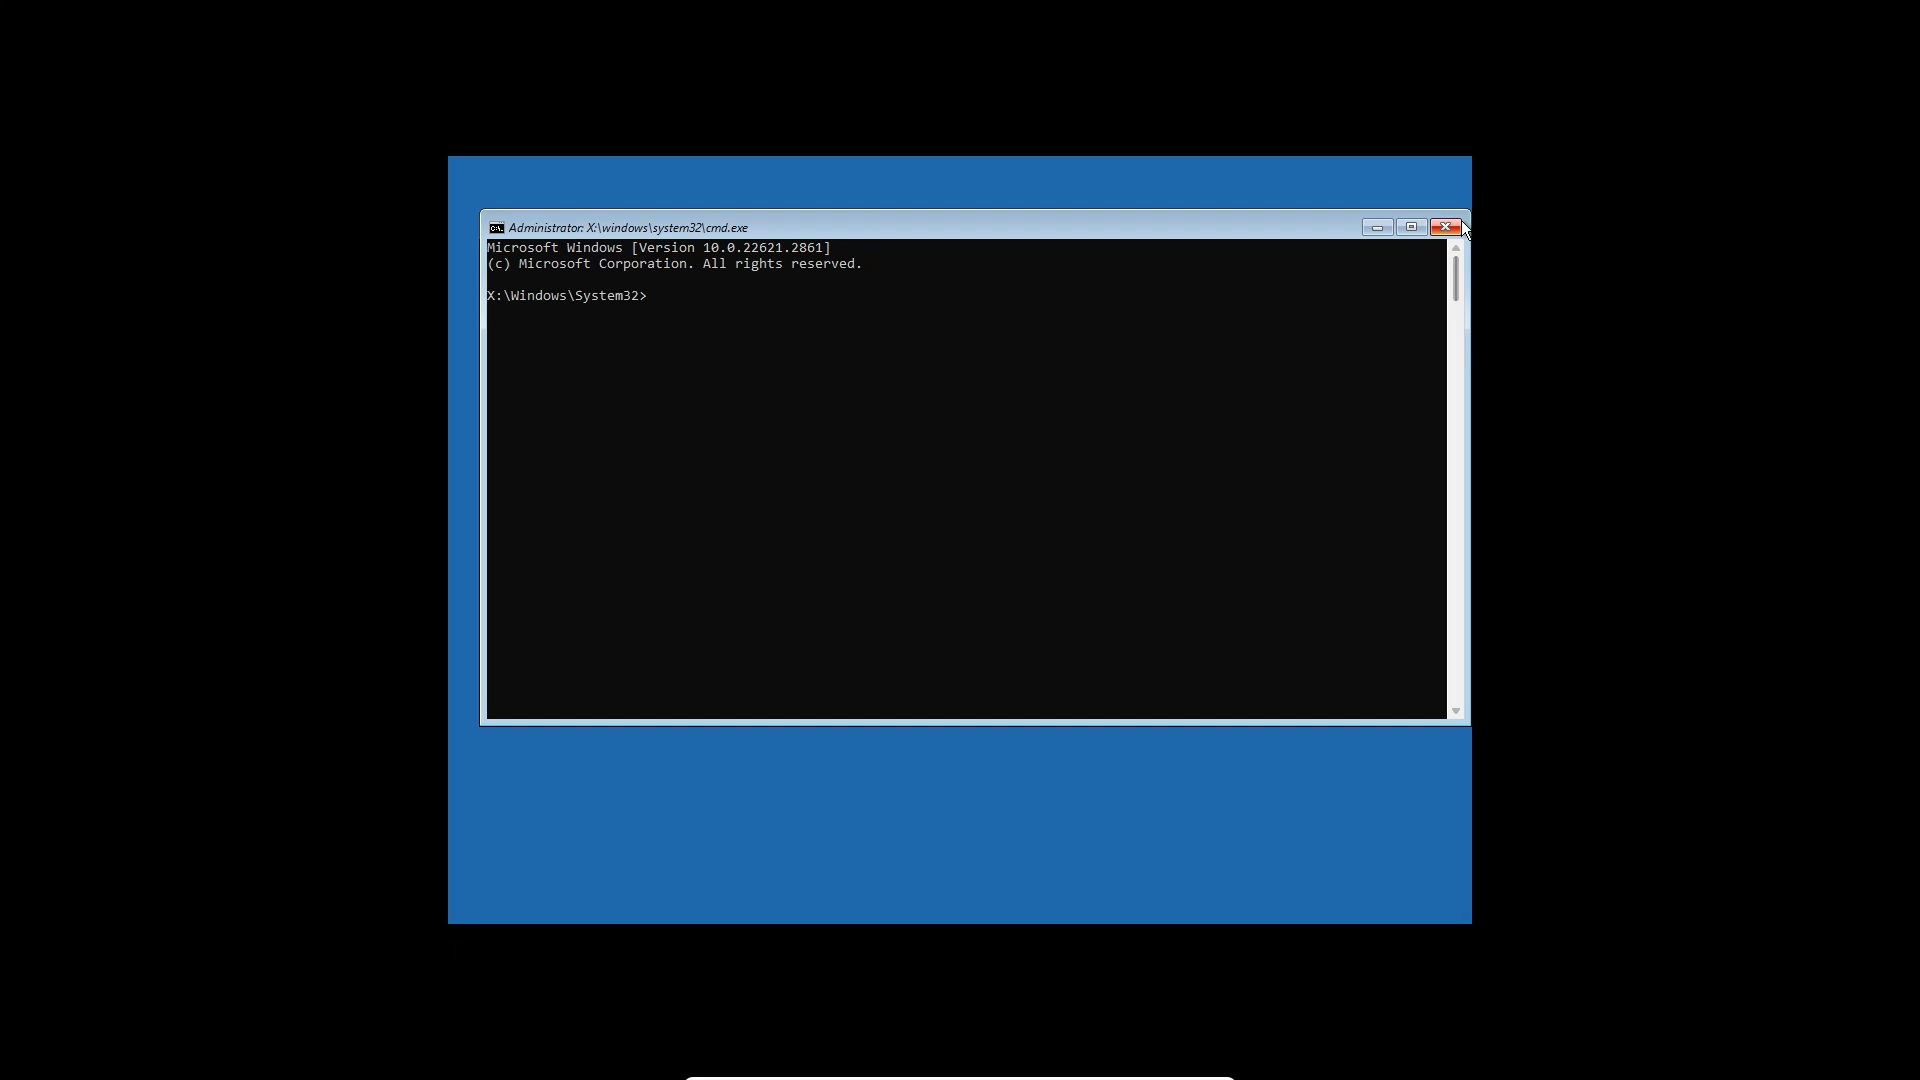 Administrator: X:\windows\system32\cmd.exe
Microsoft Windows [Version 10.0.22621.2861]
(c) Microsoft Corporation. All rights reserved.
X:\Windows\System32>